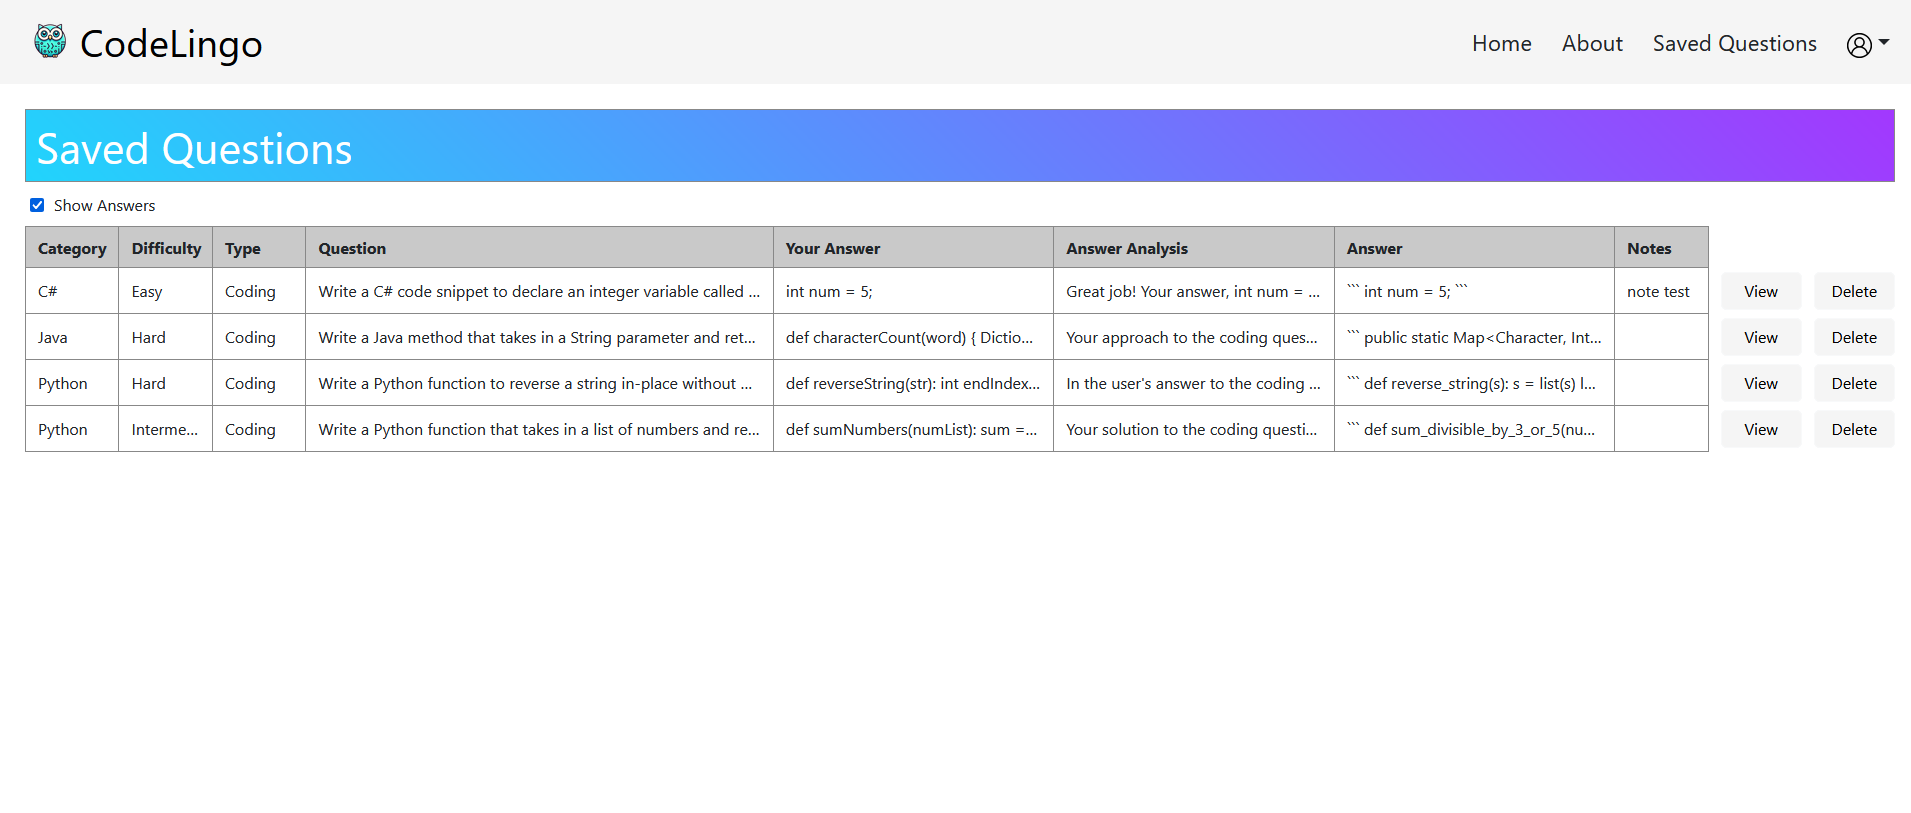 CodeLingo Home About Saved Questions
Saved Questions
Show Answers
Category Difficulty Type Question Your Answer Answer Analysis Answer Notes
C# Easy Coding Write a C# code snippet to declare an integer variable called ... int num = 5; Great job! Your answer, int num = ... ``` int num = 5; ``` note test View Delete
Java Hard Coding Write a Java method that takes in a String parameter and ret... def characterCount(word) { Dictio... Your approach to the coding ques... ``` public static Map<Character, Int... View Delete
Python Hard Coding Write a Python function to reverse a string in-place without ... def reverseString(str): int endIndex... In the user's answer to the coding ... ``` def reverse_string(s): s = list(s) l... View Delete
Python Interme... Coding Write a Python function that takes in a list of numbers and re... def sumNumbers(numList): sum =... Your solution to the coding questi... ``` def sum_divisible_by_3_or_5(nu... View Delete